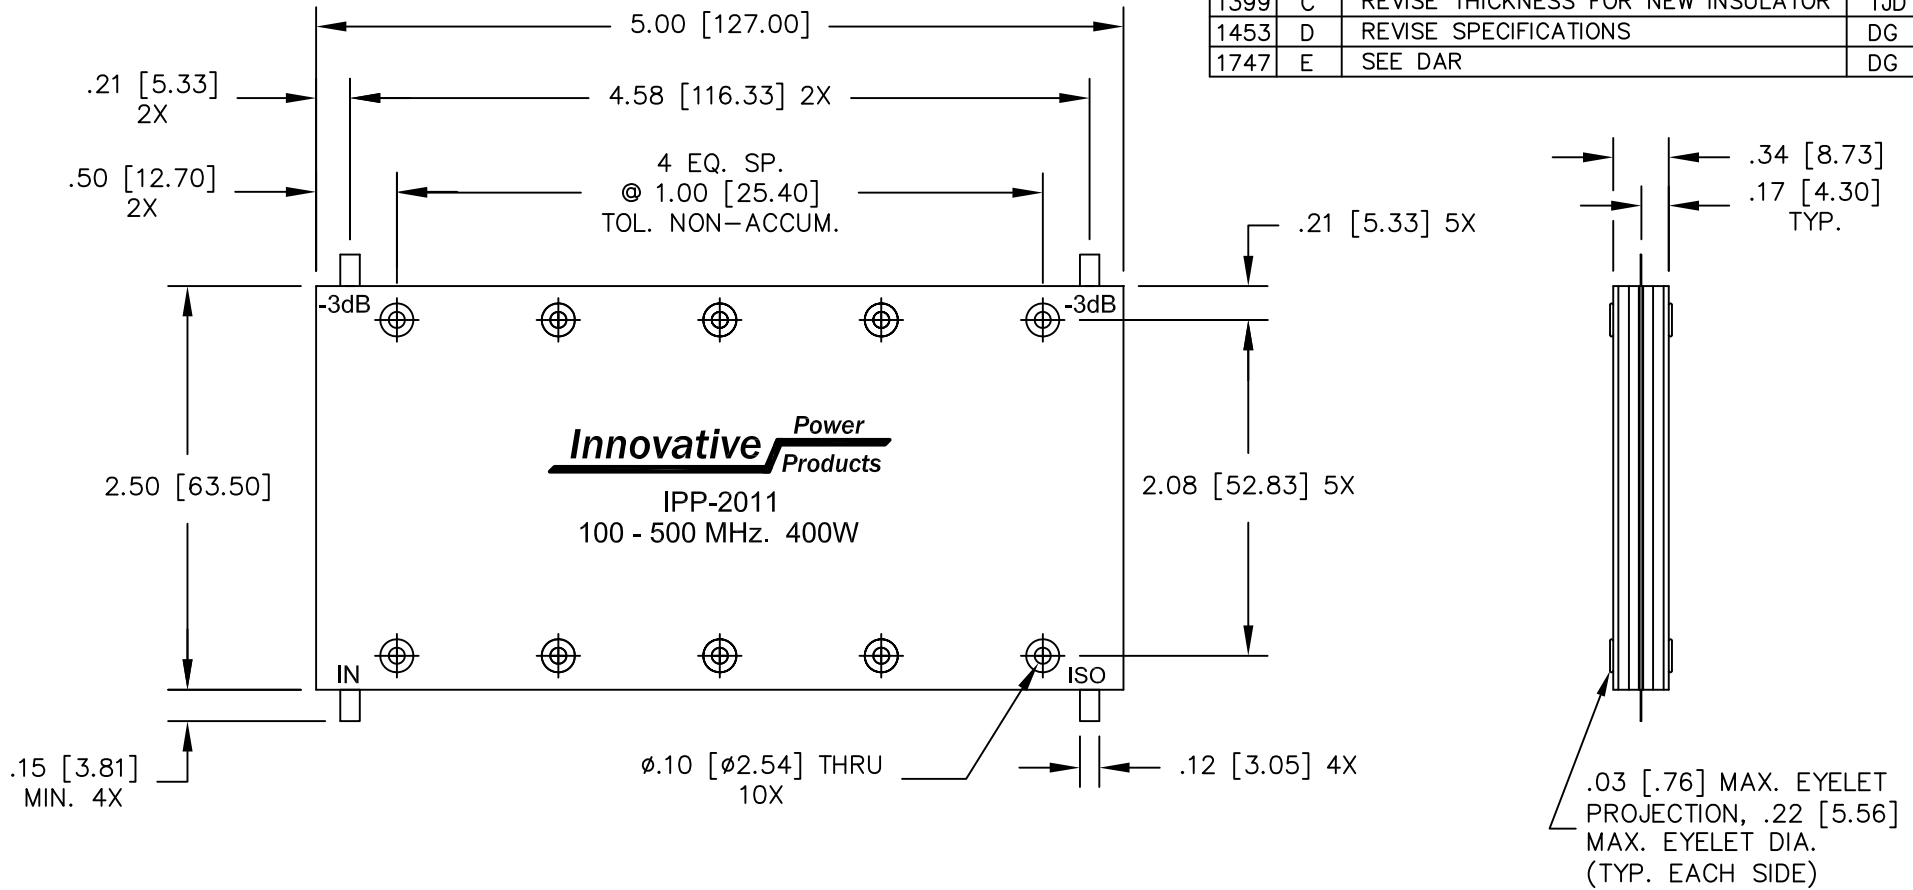 1399 C REVISE THICKNESS FOR NEW INSULATOR TJD
1453 D REVISE SPECIFICATIONS DG
1747 E SEE DAR DG
5.00 [127.00]
.21 [5.33]
2X
4.58 [116.33] 2X
.50 [12.70]
2X
4 EQ. SP.
@ 1.00 [25.40]
TOL. NON-ACCUM.
.34 [8.73]
.17 [4.30]
TYP.
.21 [5.33] 5X
-3dB
-3dB
Innovative Power Products
IPP-2011
100 - 500 MHz. 400W
2.50 [63.50]
2.08 [52.83] 5X
IN
ISO
.15 [3.81]
MIN. 4X
ø.10 [ø2.54] THRU
10X
.12 [3.05] 4X
.03 [.76] MAX. EYELET
PROJECTION, .22 [5.56]
MAX. EYELET DIA.
(TYP. EACH SIDE)